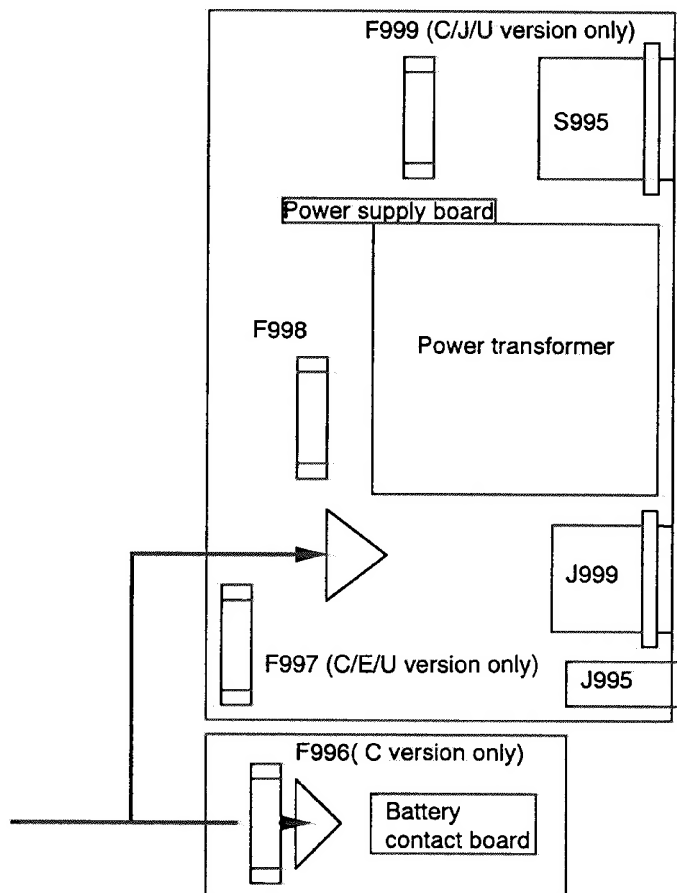 F999 (C/J/U version only)
S995
Power supply board
F998
Power transformer
J999
F997 (C/E/U version only)
J995
F996( C version only)
Battery
contact board